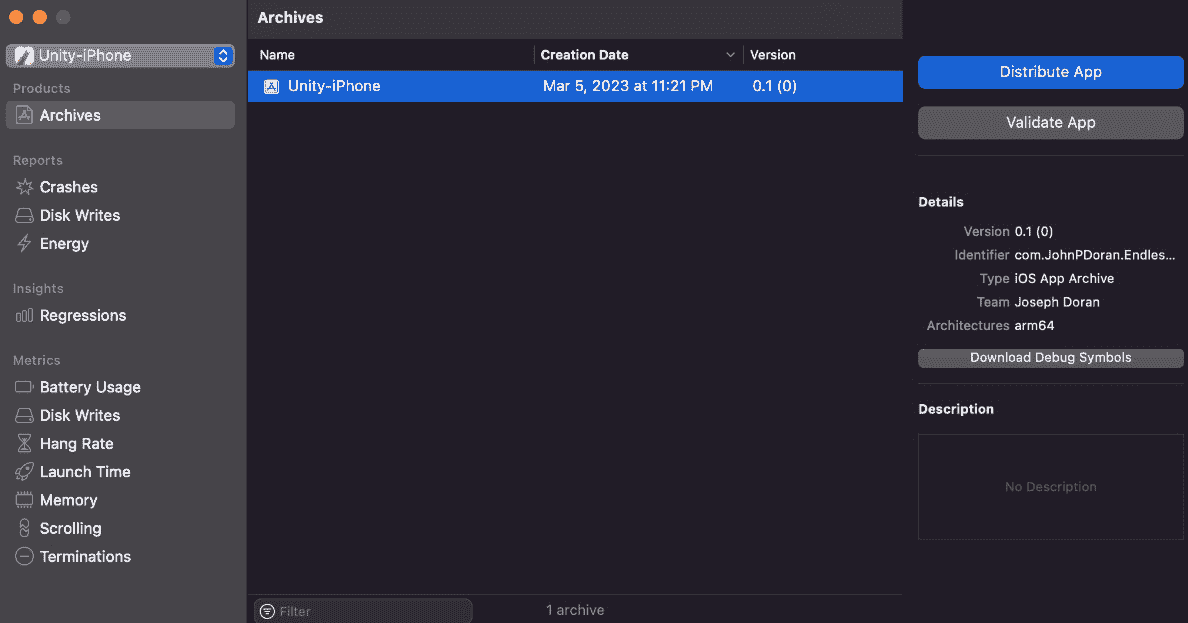 Unity-iPhone
Products
Archives
Reports
Crashes
Disk Writes
Energy
Insights
Regressions
Metrics
Battery Usage
Disk Writes
Hang Rate
Launch Time
Memory
Scrolling
Terminations
Archives
Name Creation Date Version
Unity-iPhone Mar 5, 2023 at 11:21 PM 0.1 (0)
Filter
1 archive
Distribute App
Validate App
Details
Version 0.1 (0)
Identifier com.JohnPDoran.Endles...
Type iOS App Archive
Team Joseph Doran
Architectures arm64
Download Debug Symbols
Description
No Description